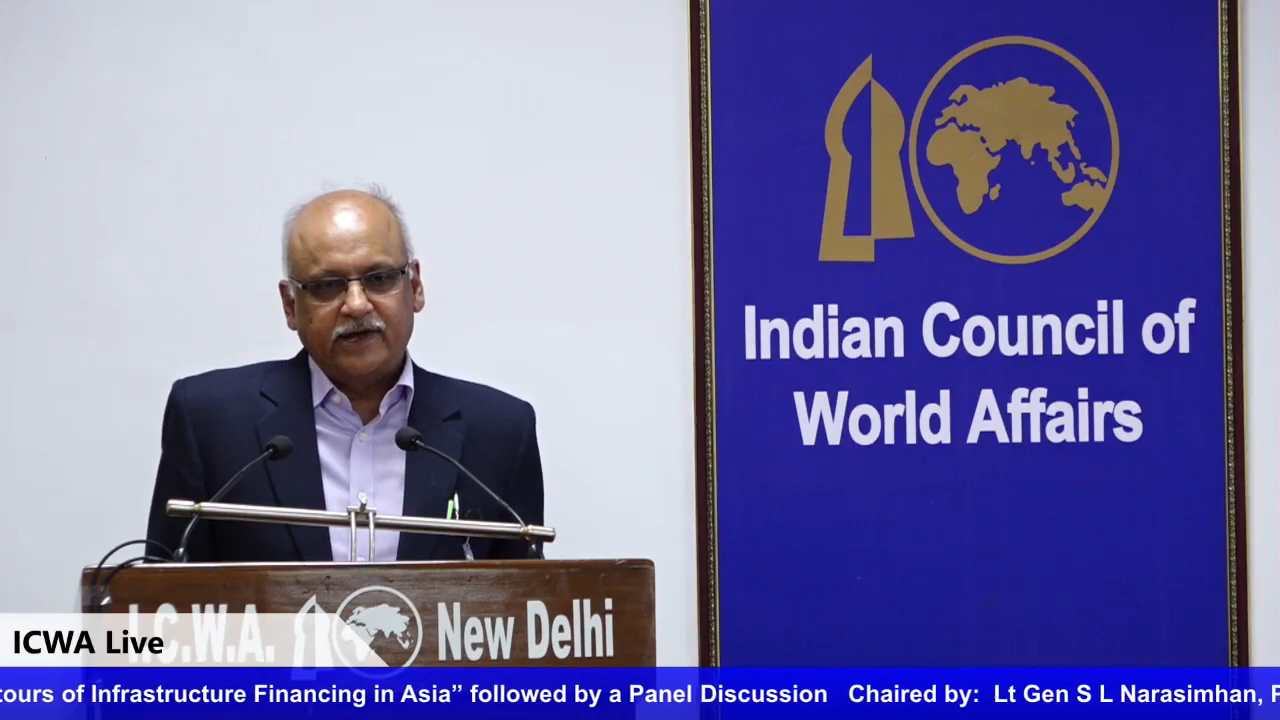 Indian Council of
World Affairs
I.C.W.A. New Delhi
ICWA Live
tours of Infrastructure Financing in Asia” followed by a Panel Discussion Chaired by: Lt Gen S L Narasimhan,